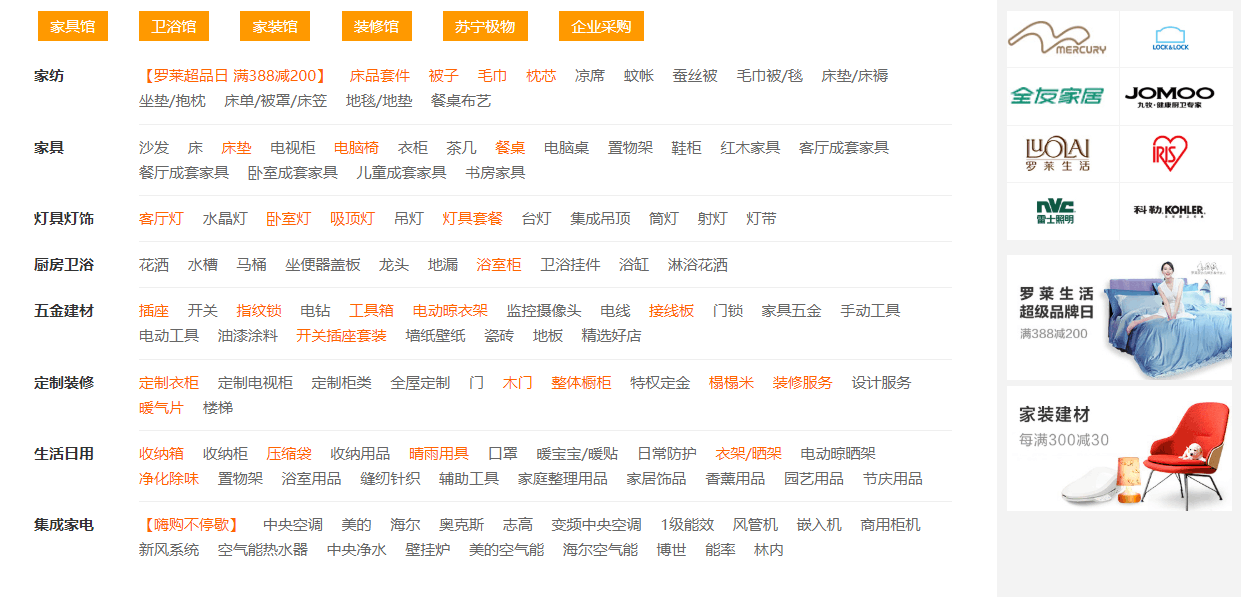 家具馆 卫浴馆 家装馆 装修馆 苏宁极物 企业采购
家纺 【罗莱超品日 满388减200】 床品套件 被子 毛巾 枕芯 凉席 蚊帐 蚕丝被 毛巾被/毯 床垫/床褥
坐垫/抱枕 床单/被罩/床笠 地毯/地垫 餐桌布艺
家具 沙发 床 床垫 电视柜 电脑椅 衣柜 茶几 餐桌 电脑桌 置物架 鞋柜 红木家具 客厅成套家具
餐厅成套家具 卧室成套家具 儿童成套家具 书房家具
灯具灯饰 客厅灯 水晶灯 卧室灯 吸顶灯 吊灯 灯具套餐 台灯 集成吊顶 筒灯 射灯 灯带
厨房卫浴 花洒 水槽 马桶 坐便器盖板 龙头 地漏 浴室柜 卫浴挂件 浴缸 淋浴花洒
五金建材 插座 开关 指纹锁 电钻 工具箱 电动晾衣架 监控摄像头 电线 接线板 门锁 家具五金 手动工具
电动工具 油漆涂料 开关插座套装 墙纸壁纸 瓷砖 地板 精选好店
定制装修 定制衣柜 定制电视柜 定制柜类 全屋定制 门 木门 整体橱柜 特权定金 榻榻米 装修服务 设计服务
暖气片 楼梯
生活日用 收纳箱 收纳柜 压缩袋 收纳用品 晴雨用具 口罩 暖宝宝/暖贴 日常防护 衣架/晒架 电动晾晒架
净化除味 置物架 浴室用品 缝纫针织 辅助工具 家庭整理用品 家居饰品 香薰用品 园艺用品 节庆用品
集成家电 【嗨购不停歇】 中央空调 美的 海尔 奥克斯 志高 变频中央空调 1级能效 风管机 嵌入机 商用柜机
新风系统 空气能热水器 中央净水 壁挂炉 美的空气能 海尔空气能 博世 能率 林内
MERCURY
LOCK&LOCK
全友家居
JOMOO
九牧·健康厨卫专家
LUOLAI
罗莱生活
IRIS
nvc
雷士照明
科勒.KOHLER.
罗莱生活
超级品牌日
满388减200
家装建材
每满300减30